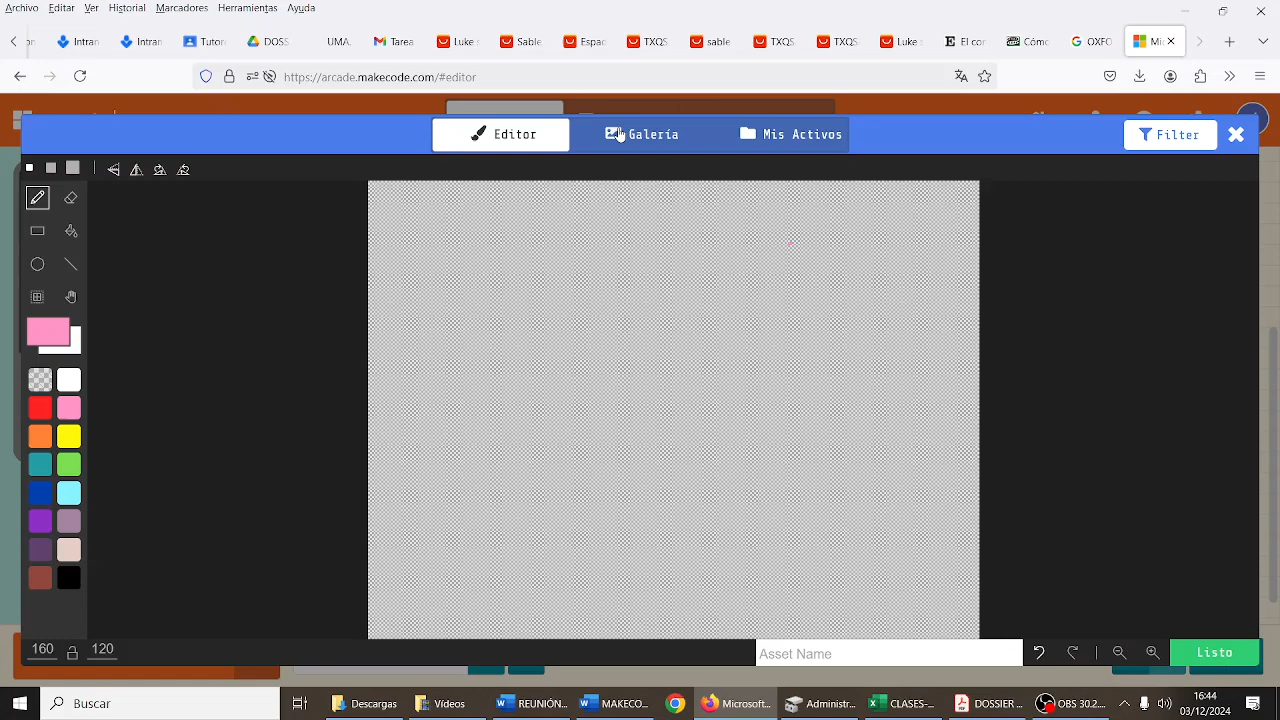 Archivo Editar Ver Historial Marcadores Herramientas Ayuda
Intran Intran Tutor DOSS UMA, Tarea Luke Sable Espac TXQS sable TXQS TXQS Luke El cor Cómo OXFO Mic
https://arcade.makecode.com/#editor
Editor Galería Mis Activos Filter
160 120 Asset Name Listo
Buscar Descargas Vídeos REUNIÓN... MAKECO... Microsof... Administr... CLASES-... DOSSIER ... OBS 30.2... 16:44
03/12/2024